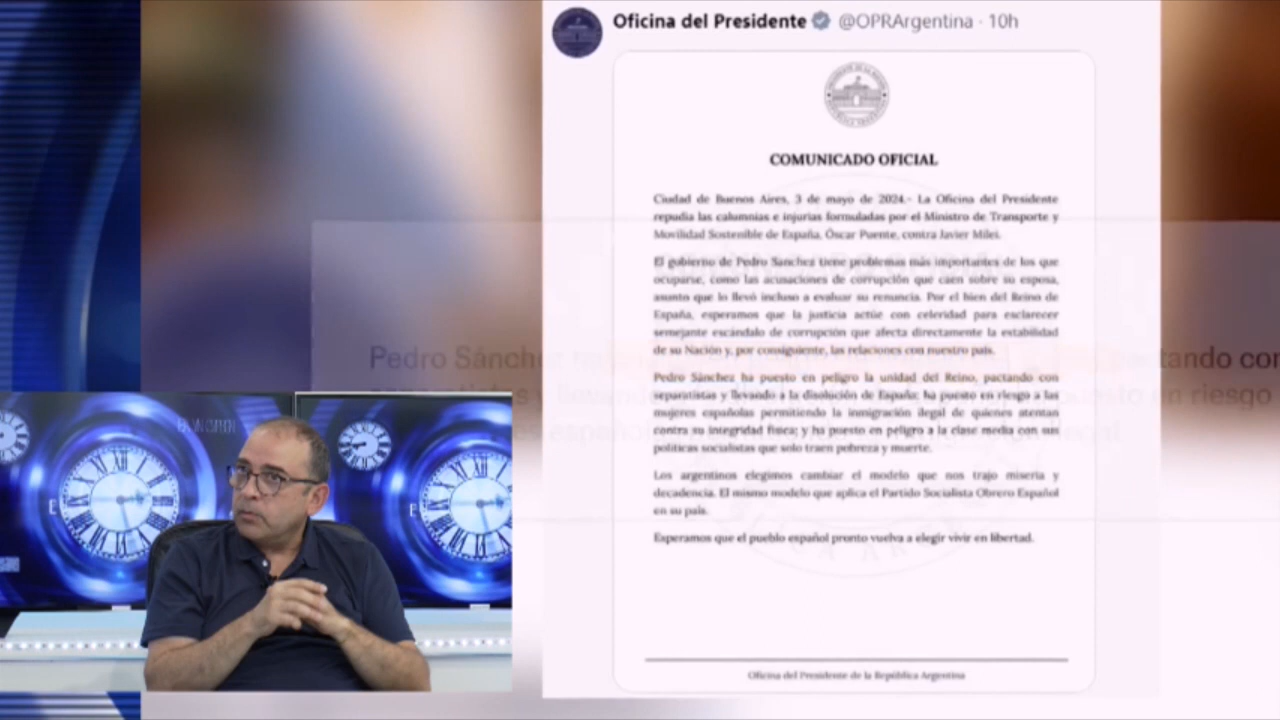 Oficina del Presidente @OPRArgentina · 10h
COMUNICADO OFICIAL
Ciudad de Buenos Aires, 3 de mayo de 2024.- La Oficina del Presidente
repudia las calumnias e injurias formuladas por el Ministro de Transporte y
Movilidad Sostenible de España, Óscar Puente, contra Javier Milei.
El gobierno de Pedro Sánchez tiene problemas más importantes de los que
ocuparse, como las acusaciones de corrupción que caen sobre su esposa,
asunto que lo llevó incluso a evaluar su renuncia. Por el bien del Reino de
España, esperamos que la justicia actúe con celeridad para esclarecer
semejante escándalo de corrupción que afecta directamente la estabilidad
de su Nación y, por consiguiente, las relaciones con nuestro país.
Pedro Sánchez ha puesto en peligro la unidad del Reino, pactando con
separatistas y llevando a la disolución de España; ha puesto en riesgo a las
mujeres españolas permitiendo la inmigración ilegal de quienes atentan
contra su integridad física; y ha puesto en peligro a la clase media con sus
políticas socialistas que solo traen pobreza y muerte.
Los argentinos elegimos cambiar el modelo que nos trajo miseria y
decadencia. El mismo modelo que aplica el Partido Socialista Obrero Español
en su país.
Esperamos que el pueblo español pronto vuelva a elegir vivir en libertad.
Oficina del Presidente de la República Argentina
Pedro Sánchez
pactando con
puesto en riesgo